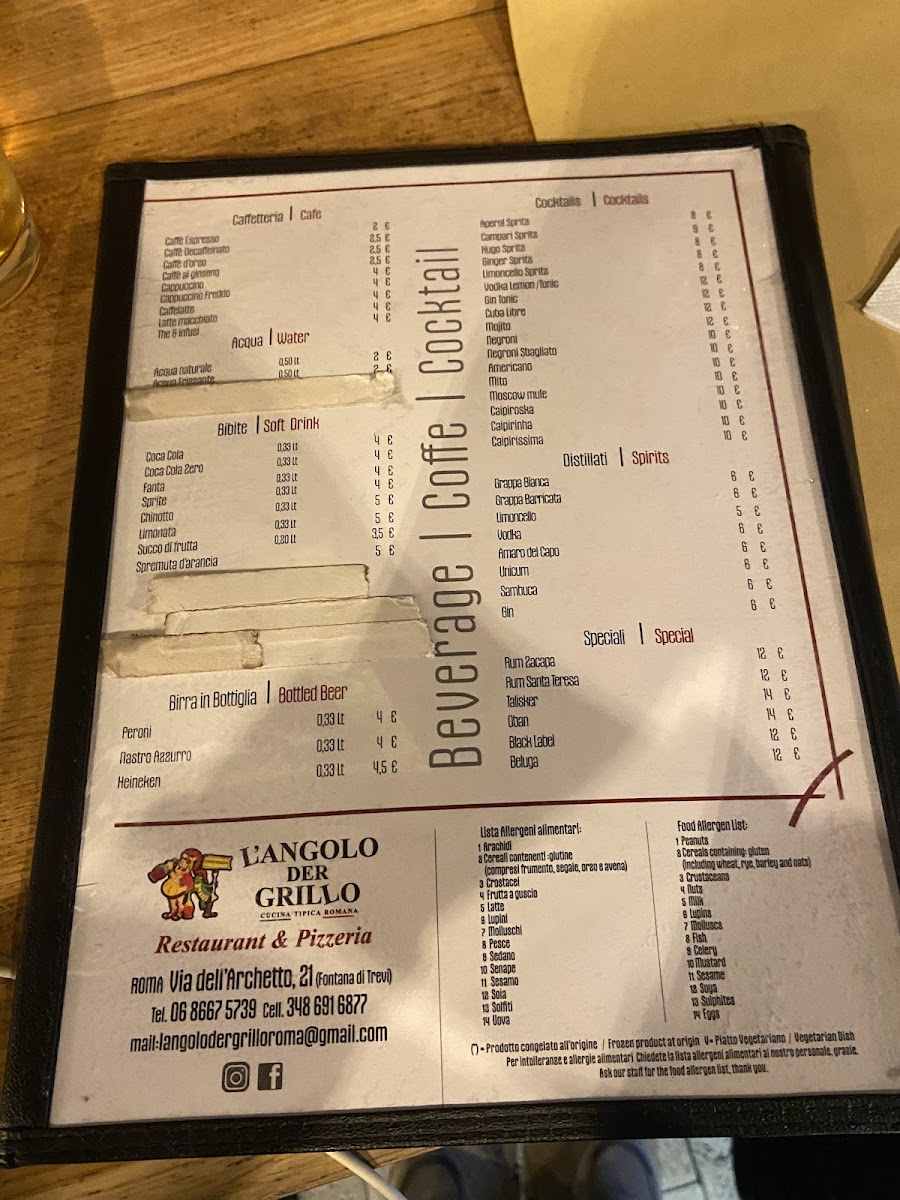 Caffetteria | Cafe
Caffè Espresso 2 €
Caffè Decaffeinato 2,5 €
Caffè d'orzo 2,5 €
Caffè al ginseng 2,5 €
Cappuccino 4 €
Cappuccino Freddo 4 €
Caffelatte 4 €
Latte macchiato 4 €
The & infusi 4 €
Acqua | Water
Acqua naturale 0,50 Lt 2 €
Acqua Frizzante 0,50 Lt 2 €
Bibite | Soft Drink
Coca Cola 0,33 Lt 4 €
Coca Cola Zero 0,33 Lt 4 €
Fanta 0,33 Lt 4 €
Sprite 0,33 Lt 4 €
Chinotto 0,33 Lt 5 €
Limonata 0,33 Lt 5 €
Succo di frutta 0,20 Lt 3,5 €
Spremuta d'arancia 5 €
Birra in Bottiglia | Bottled Beer
Peroni 0,33 Lt 4 €
Nastro Azzurro 0,33 Lt 4 €
Heineken 0,33 Lt 4,5 €
Beverage | Coffe | Cocktail
Cocktails | Cocktails
Aperol Spritz 8 €
Campari Spritz 9 €
Hugo Spritz 8 €
Ginger Spritz 8 €
Limoncello Spritz 8 €
Vodka Lemon/Tonic 12 €
Gin Tonic 12 €
Cuba Libre 12 €
Mojito 12 €
Negroni 10 €
Negroni Sbagliato 10 €
Americano 10 €
Mito 10 €
Moscow mule 10 €
Caipiroska 10 €
Caipirinha 10 €
Caipirissima 10 €
Distillati | Spirits
Grappa Bianca 6 €
Grappa Barricata 6 €
Limoncello 5 €
Vodka 6 €
Amaro del Capo 6 €
Unicum 6 €
Sambuca 6 €
Gin 6 €
Speciali | Special
Rum Zacapa 12 €
Rum Santa Teresa 12 €
Talisker 14 €
Oban 14 €
Black Label 12 €
Beluga 12 €
L'ANGOLO
DER
GRILLO
CUCINA TIPICA ROMANA
Restaurant & Pizzeria
ROMA Via dell'Archetto, 21 (Fontana di Trevi)
Tel. 06 8667 5739 Cell. 348 691 6877
mail:langolodergrilloroma@gmail.com
Lista Allergeni alimentari:
1 Arachidi
2 Cereali contenenti :glutine
(compresi frumento, segale, orzo e avena)
3 Crostacei
4 Frutta a guscio
5 Latte
6 Lupini
7 Molluschi
8 Pesce
9 Sedano
10 Senape
11 Sesamo
12 Soia
13 Solfiti
14 Uova
Food Allergen List:
1 Peanuts
2 Cereals containing: gluten
(including wheat, rye, barley and oats)
3 Crustaceans
4 Nuts
5 Milk
6 Lupins
7 Mollusca
8 Fish
9 Celery
10 Mustard
11 Sesame
12 Soya
13 Sulphites
14 Eggs
(*) = Prodotto congelato all'origine / Frozen product at origin V= Piatto Vegetariano / Vegetarian Dish
Per intolleranze e allergie alimentari Chiedete la lista allergeni alimentari al nostro personale, grazie.
Ask our staff for the food allergen list, thank you.